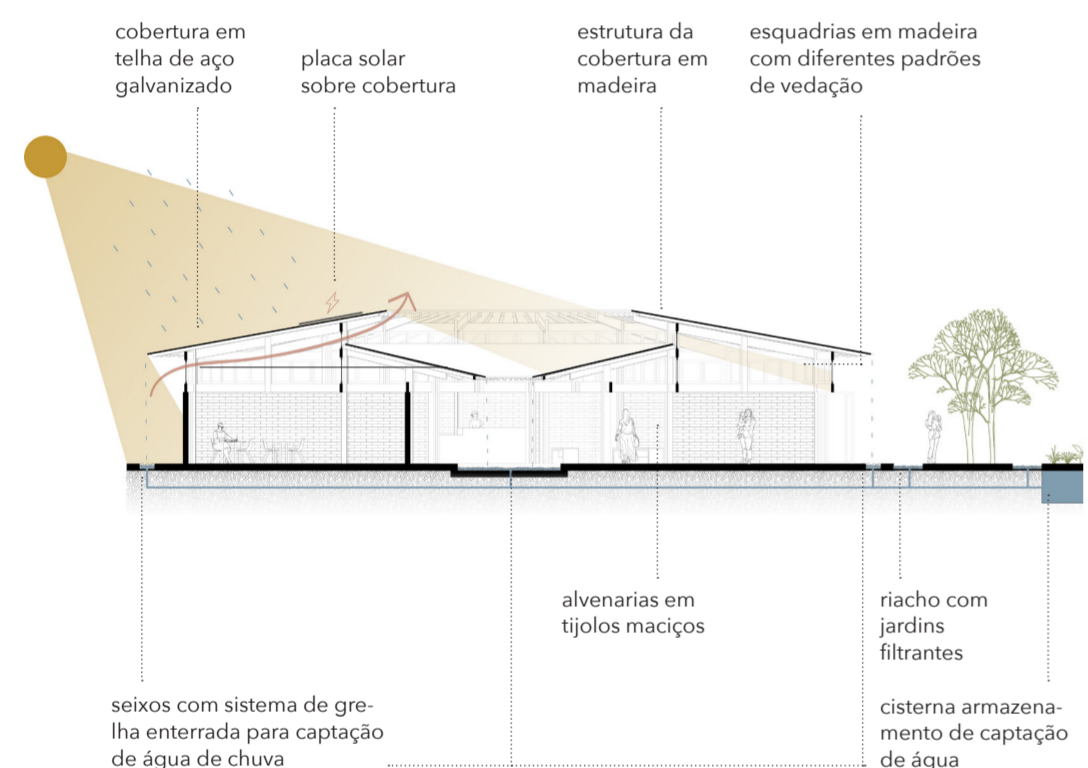 cobertura em
telha de aço
galvanizado
placa solar
sobre cobertura
estrutura da
cobertura em
madeira
esquadrias em madeira
com diferentes padrões
de vedação
alvenarias em
tijolos maciços
riacho com
jardins
filtrantes
seixos com sistema de gre-
lha enterrada para captação
de água de chuva
cisterna armazena-
mento de captação
de água